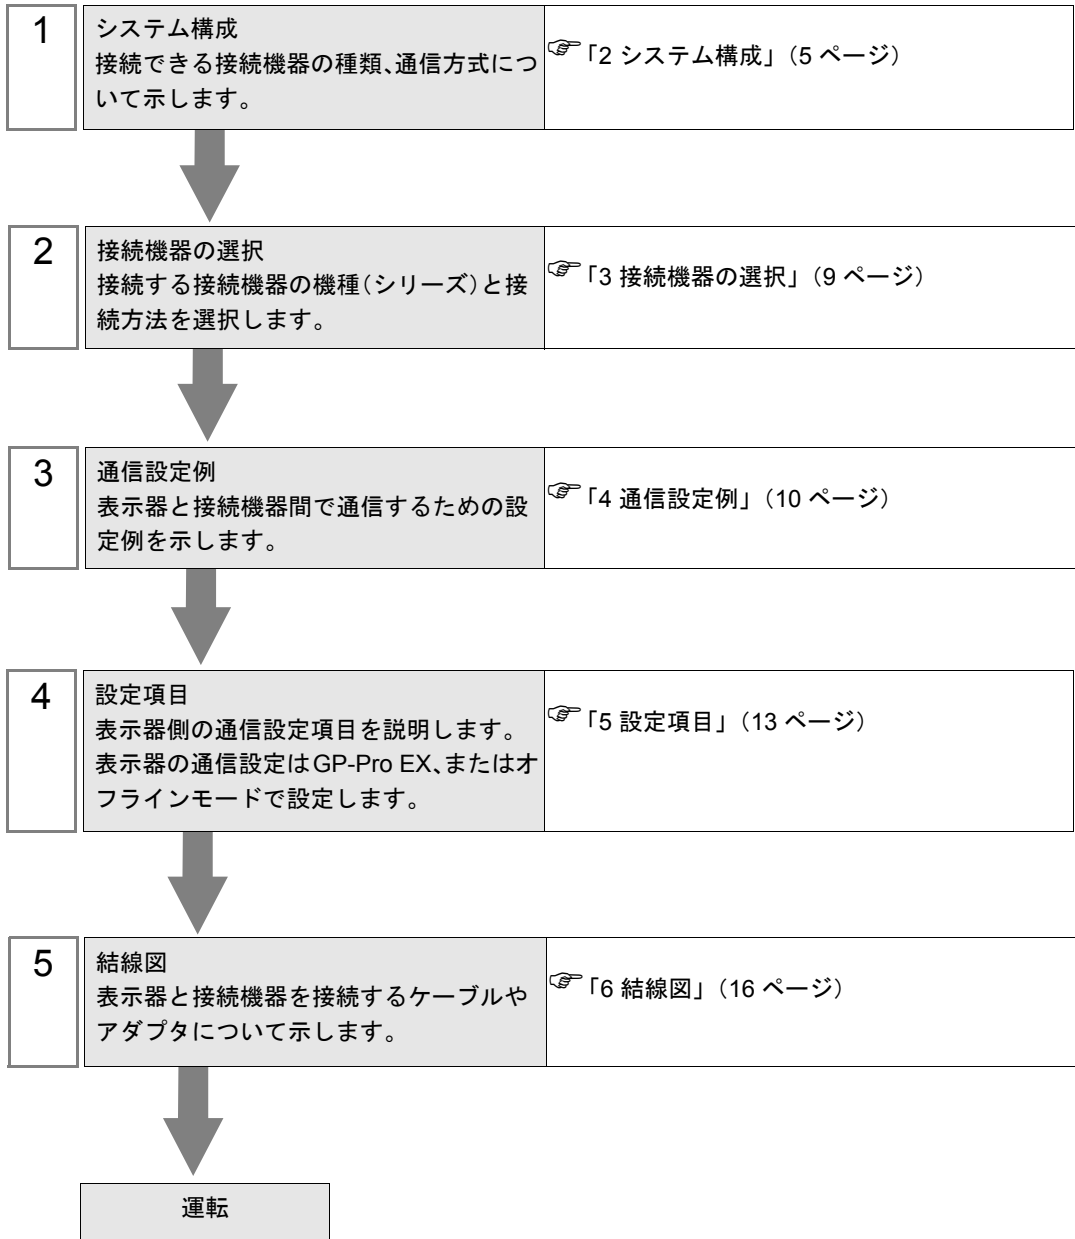 1
システム構成
接続できる接続機器の種類、通信方式につ
いて示します。
☞「2 システム構成」（5 ページ）
2
接続機器の選択
接続する接続機器の機種（シリーズ）と接
続方法を選択します。
☞「3 接続機器の選択」（9 ページ）
3
通信設定例
表示器と接続機器間で通信するための設
定例を示します。
☞「4 通信設定例」（10 ページ）
4
設定項目
表示器側の通信設定項目を説明します。
表示器の通信設定はGP-Pro EX、またはオ
フラインモードで設定します。
☞「5 設定項目」（13 ページ）
5
結線図
表示器と接続機器を接続するケーブルや
アダプタについて示します。
☞「6 結線図」（16 ページ）
運転